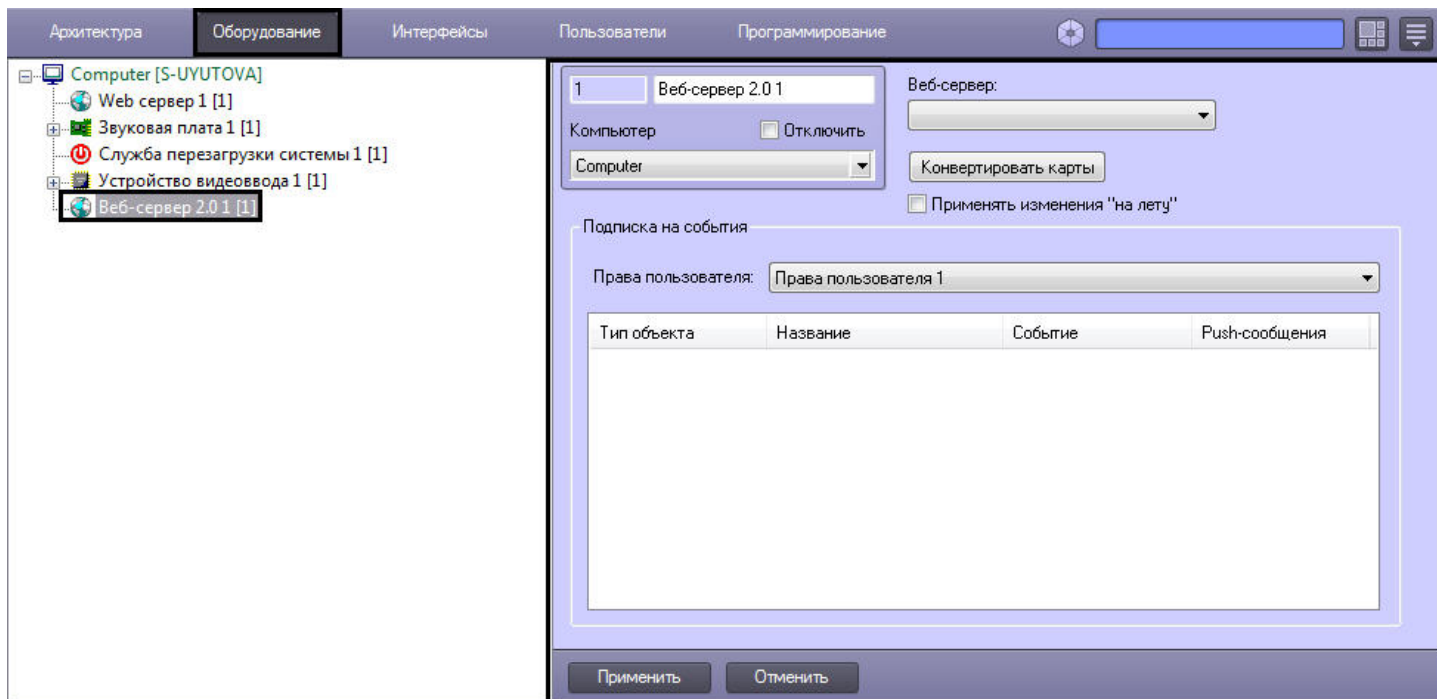 Архитектура Оборудование Интерфейсы Пользователи Программирование
Computer [S-UYUTOVA]
Web сервер 1 [1]
Звуковая плата 1 [1]
Служба перезагрузки системы 1 [1]
Устройство видеоввода 1 [1]
Веб-сервер 2.0 1 [1]
1 Веб-сервер 2.0 1
Компьютер Отключить
Computer
Веб-сервер:
Конвертировать карты
Применять изменения "на лету"
Подписка на события
Права пользователя: Права пользователя 1
Тип объекта Название Событие Push-сообщения
Применить Отменить